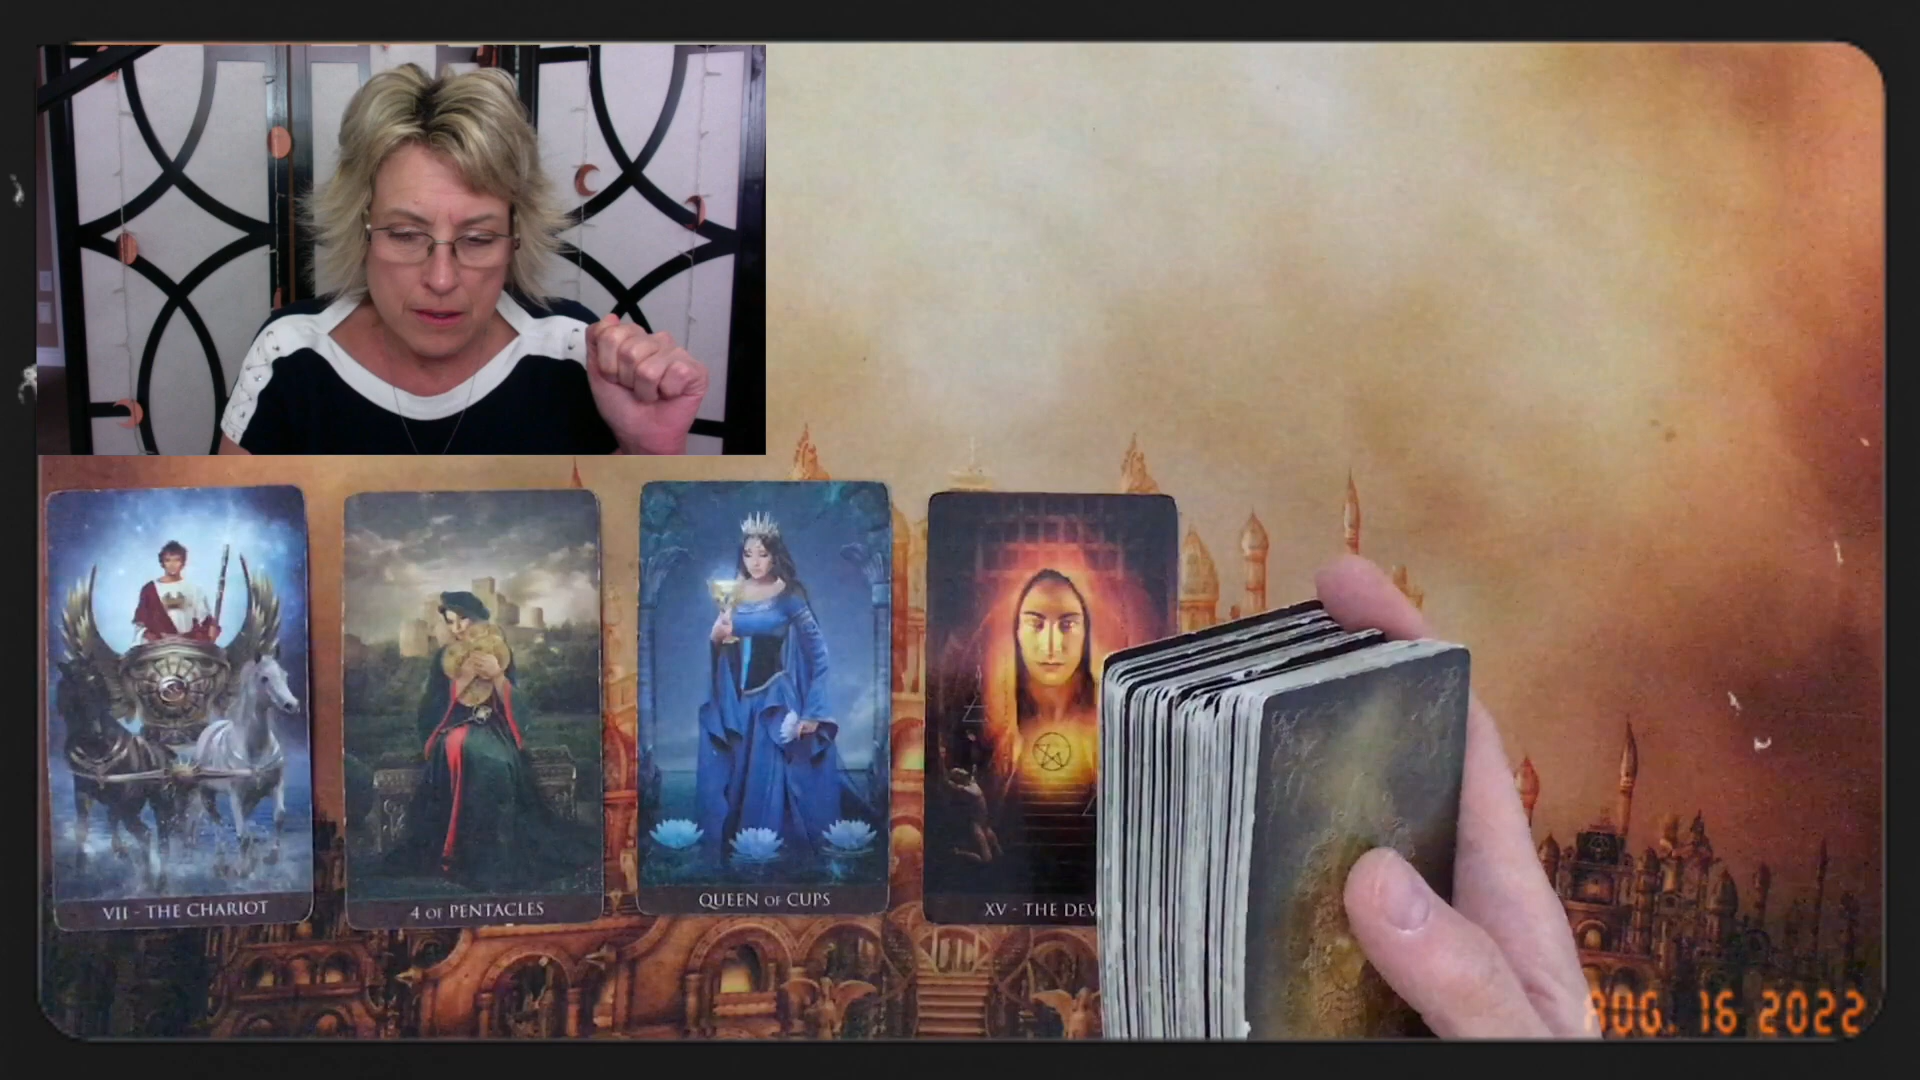 VII - THE CHARIOT
4 OF PENTACLES
QUEEN OF CUPS
XV - THE DEV
AUG. 16 2022